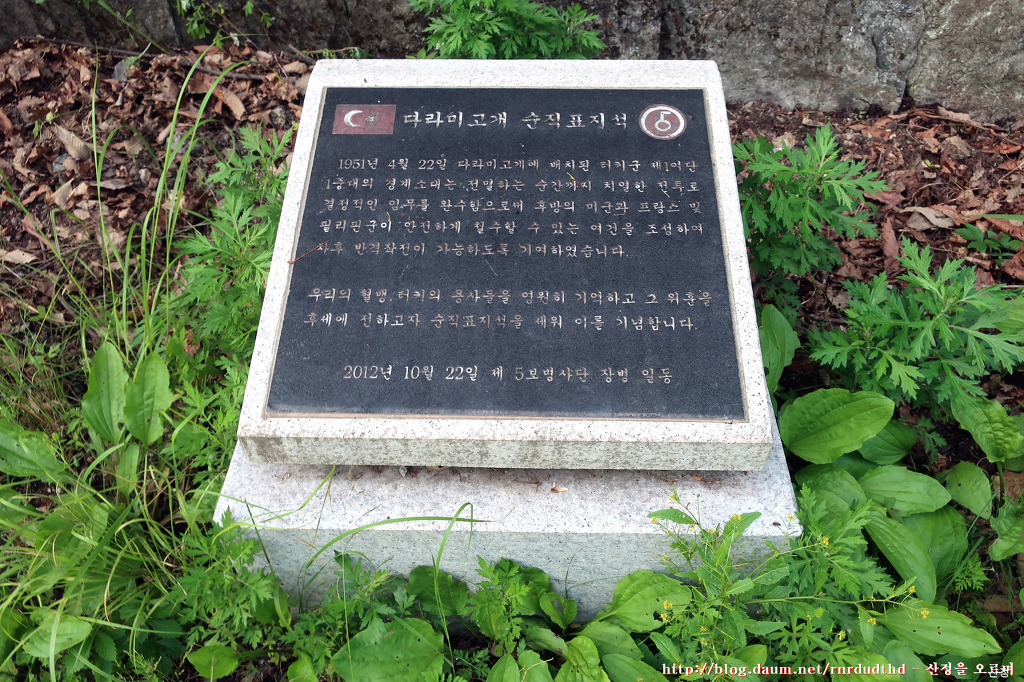 다라미고개 순직표지석
1951년 4월 22일 다라미고개에 배치된 터키군 제1여단
1중대의 경계소대는 전멸하는 순간까지 치열한 전투로
결정적인 임무를 완수함으로써 후방의 미군과 프랑스 및
필리핀군이 안전하게 철수할 수 있는 여건을 조성하여
차후 반격작전이 가능하도록 기여하였습니다.
우리의 혈맹, 터키의 용사들을 영원히 기억하고 그 위훈을
후세에 전하고자 순직표지석을 세워 이를 기념합니다.
2012년 10월 22일 제 5보병사단 장병 일동
http://blog.daum.net/rnrdudthd - 산정을 오르며